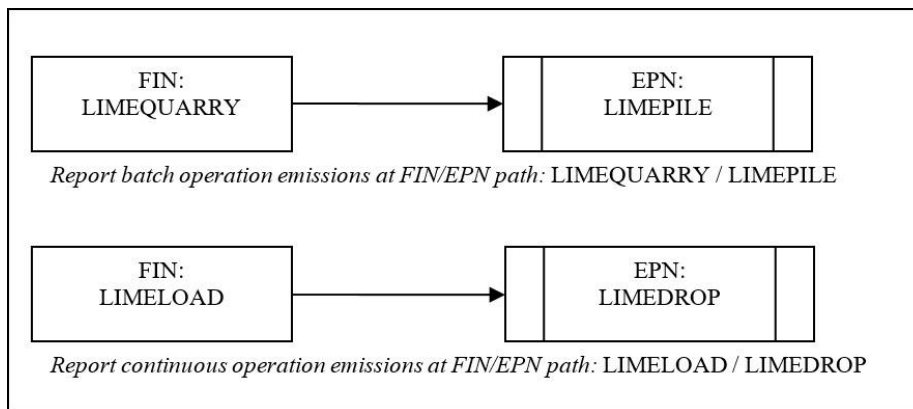 FIN:
LIMEQUARRY
EPN:
LIMEPILE
Report batch operation emissions at FIN/EPN path: LIMEQUARRY / LIMEPILE
FIN:
LIMELOAD
EPN:
LIMEDROP
Report continuous operation emissions at FIN/EPN path: LIMELOAD / LIMEDROP